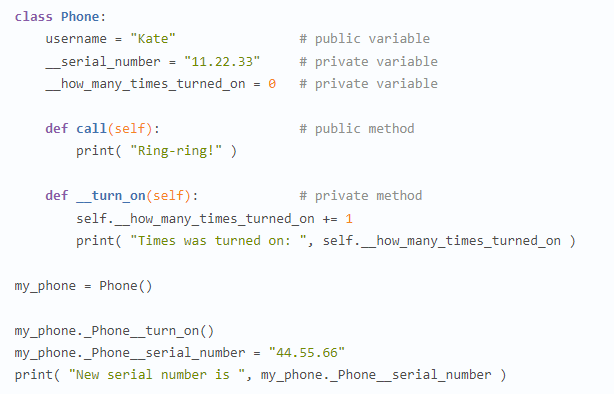 class Phone:
    username = "Kate"                # public variable
    __serial_number = "11.22.33"     # private variable
    __how_many_times_turned_on = 0   # private variable

    def call(self):                  # public method
        print( "Ring-ring!" )

    def __turn_on(self):             # private method
        self.__how_many_times_turned_on += 1
        print( "Times was turned on: ", self.__how_many_times_turned_on )

my_phone = Phone()

my_phone._Phone__turn_on()
my_phone._Phone__serial_number = "44.55.66"
print( "New serial number is ", my_phone._Phone__serial_number )